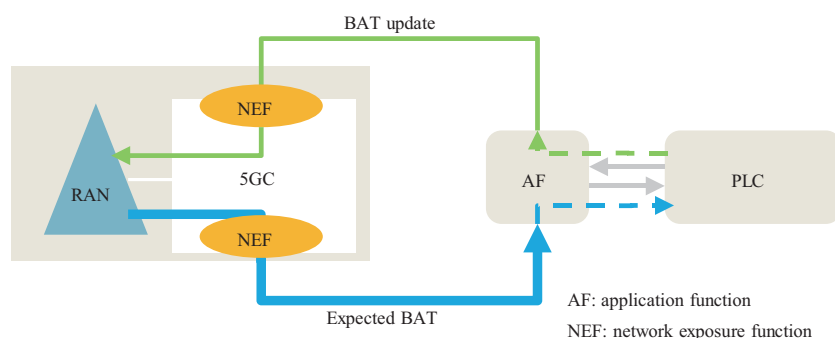 BAT update
NEF
5GC
RAN
AF
PLC
NEF
Expected BAT
AF: application function
NEF: network exposure function